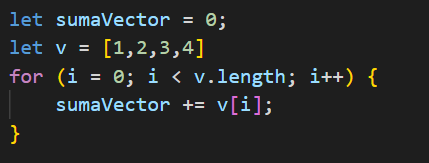 let sumaVector = 0;
let v = [1,2,3,4]
for (i = 0; i < v.length; i++) {
    sumaVector += v[i];
}